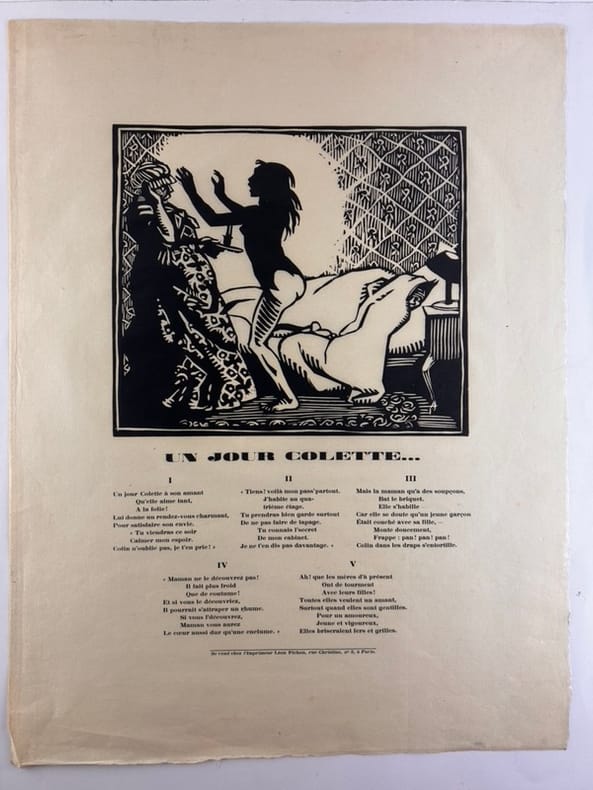 UN JOUR COLETTE...
I
Un jour Colette à son amant
Qu'elle aime tant,
A la folie!
Lui donne un rendez-vous charmant,
Pour satisfaire son envie.
« Tu viendras ce soir
Calmer mon espoir.
Colin n'oublie pas, je t'en prie! »
II
« Tiens! voilà mon pass'partout.
J'habite au qua-
trième étage.
Tu prendras bien garde surtout
De ne pas faire de tapage.
Tu connais l'secret
De mon cabinet.
Je ne t'en dis pas davantage. »
III
Mais la maman qu'a des soupçons,
Bat le briquet,
Elle s'habille
Car elle se doute qu'un jeune garçon
Était couché avec sa fille, —
Monte doucement,
Frappe : pan! pan! pan!
Colin dans les draps s'entortille.
IV
« Maman ne le découvrez pas!
Il fait plus froid
Que de coutume!
Et si vous le découvriez,
Il pourrait s'attraper un rhume.
Si vous l'découvrez,
Maman vous aurez
Le cœur aussi dur qu'une enclume. »
V
Ah! que les mères d'à présent
Ont de tourment
Avec leurs filles!
Toutes elles veulent un amant,
Surtout quand elles sont gentilles.
Pour un amoureux,
Jeune et vigoureux,
Elles briseraient fers et grilles.
Se vend chez l'Imprimeur Léon Pichon, rue Christine, nº 5, à Paris.